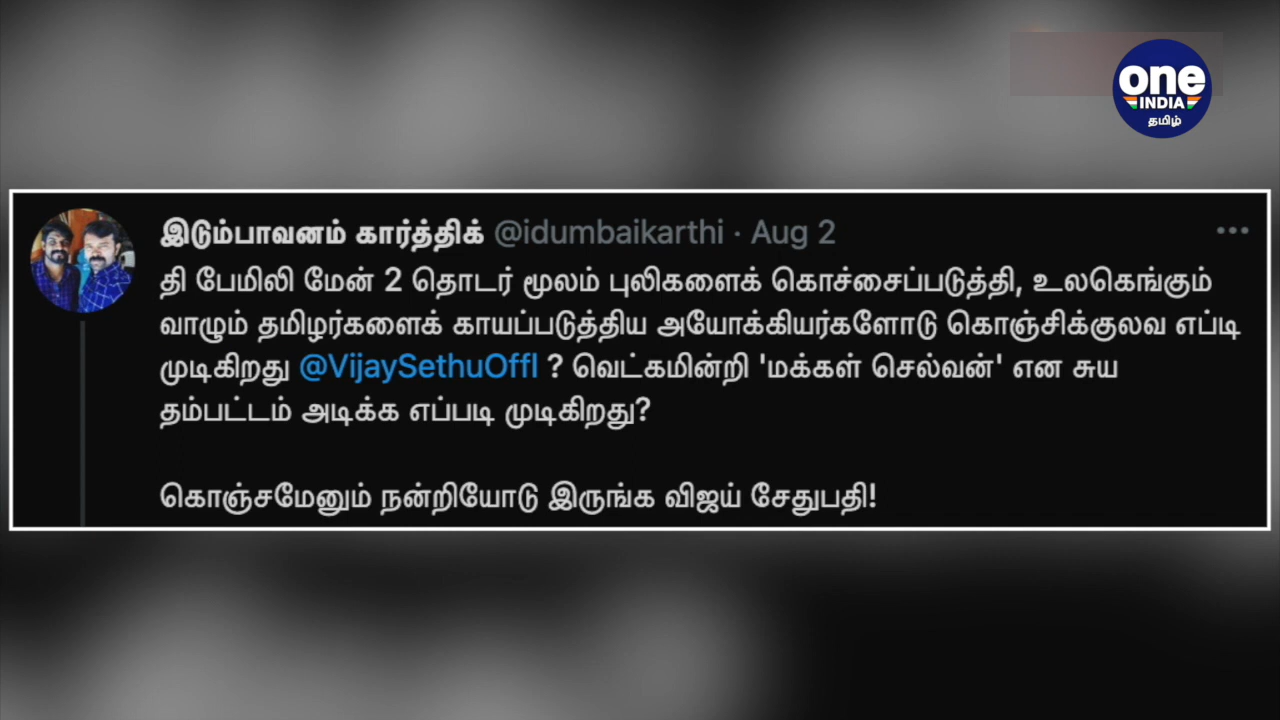 one
INDIA
தமிழ்
இடும்பாவனம் கார்த்திக் @idumbaikarthi · Aug 2
தி பேமிலி மேன் 2 தொடர் மூலம் புலிகளைக் கொச்சைப்படுத்தி, உலகெங்கும்
வாழும் தமிழர்களைக் காயப்படுத்திய அயோக்கியர்களோடு கொஞ்சிக்குலவ எப்டி
முடிகிறது @VijaySethuOffl ? வெட்கமின்றி 'மக்கள் செல்வன்' என சுய
தம்பட்டம் அடிக்க எப்படி முடிகிறது?
கொஞ்சமேனும் நன்றியோடு இருங்க விஜய் சேதுபதி!